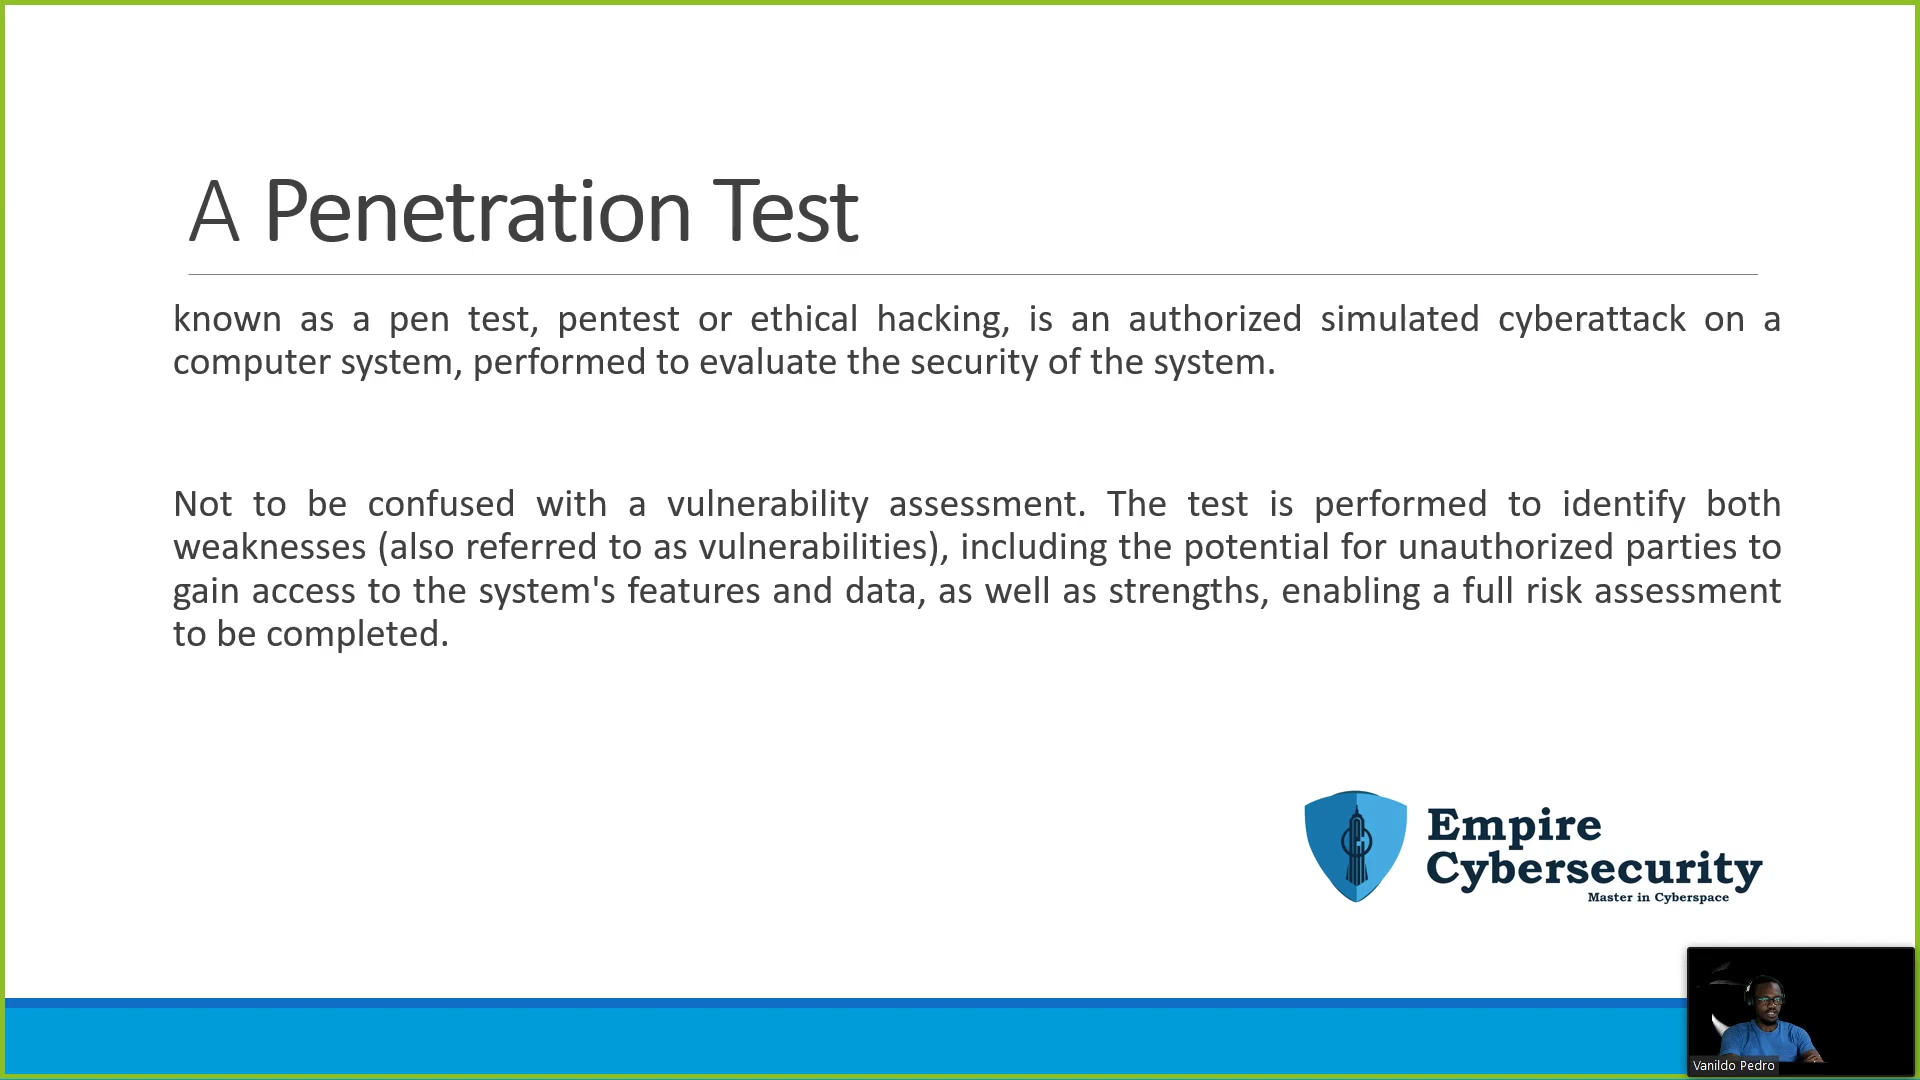 A Penetration Test
known as a pen test, pentest or ethical hacking, is an authorized simulated cyberattack on a
computer system, performed to evaluate the security of the system.
Not to be confused with a vulnerability assessment. The test is performed to identify both
weaknesses (also referred to as vulnerabilities), including the potential for unauthorized parties to
gain access to the system's features and data, as well as strengths, enabling a full risk assessment
to be completed.
Empire
Cybersecurity
Master in Cyberspace
Vanildo Pedro